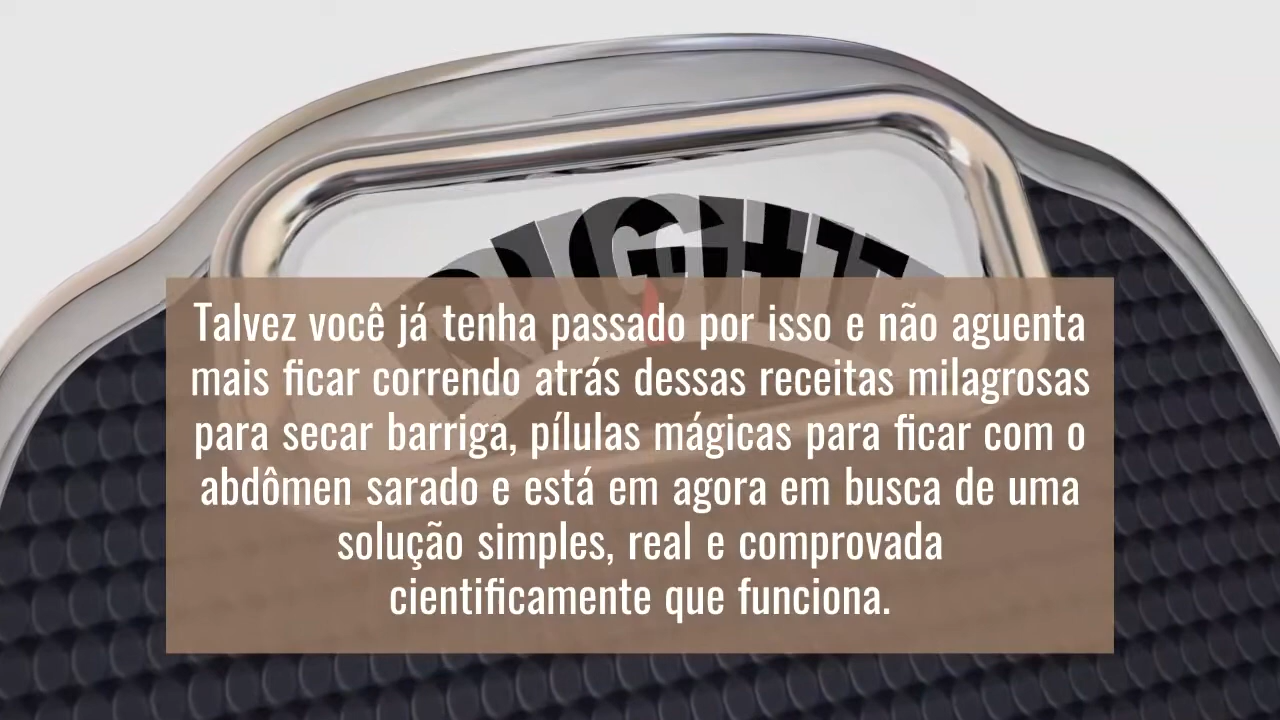 RIGHT
Talvez você já tenha passado por isso e não aguenta
mais ficar correndo atrás dessas receitas milagrosas
para secar barriga, pílulas mágicas para ficar com o
abdômen sarado e está em agora em busca de uma
solução simples, real e comprovada
cientificamente que funciona.